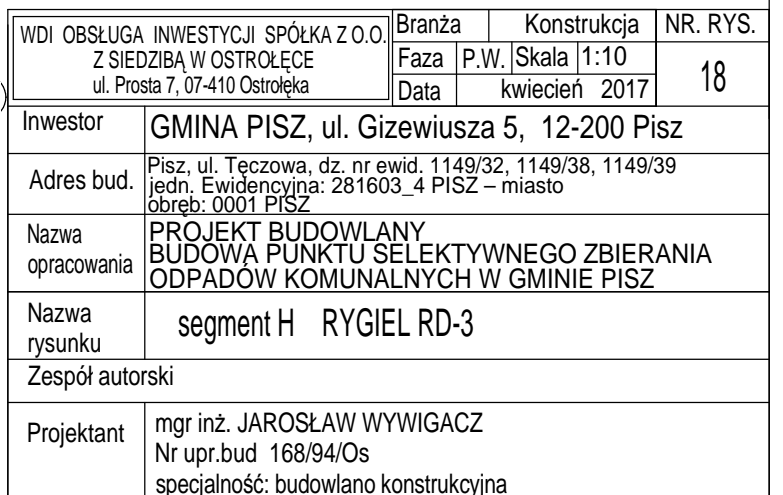 WDI OBSŁUGA INWESTYCJI SPÓŁKA Z O.O.
Z SIEDZIBĄ W OSTROŁĘCE
ul. Prosta 7, 07-410 Ostrołęka
Branża Konstrukcja
Faza P.W. Skala 1:10
Data kwiecień 2017
NR. RYS.
18
Inwestor GMINA PISZ, ul. Gizewiusza 5, 12-200 Pisz
Adres bud. Pisz, ul. Tęczowa, dz. nr ewid. 1149/32, 1149/38, 1149/39
jedn. Ewidencyjna: 281603_4 PISZ – miasto
obręb: 0001 PISZ
Nazwa
opracowania
PROJEKT BUDOWLANY
BUDOWA PUNKTU SELEKTYWNEGO ZBIERANIA
ODPADÓW KOMUNALNYCH W GMINIE PISZ
Nazwa
rysunku
segment H RYGIEL RD-3
Zespół autorski
Projektant
mgr inż. JAROSŁAW WYWIGACZ
Nr upr.bud 168/94/Os
specjalność: budowlano konstrukcyjna